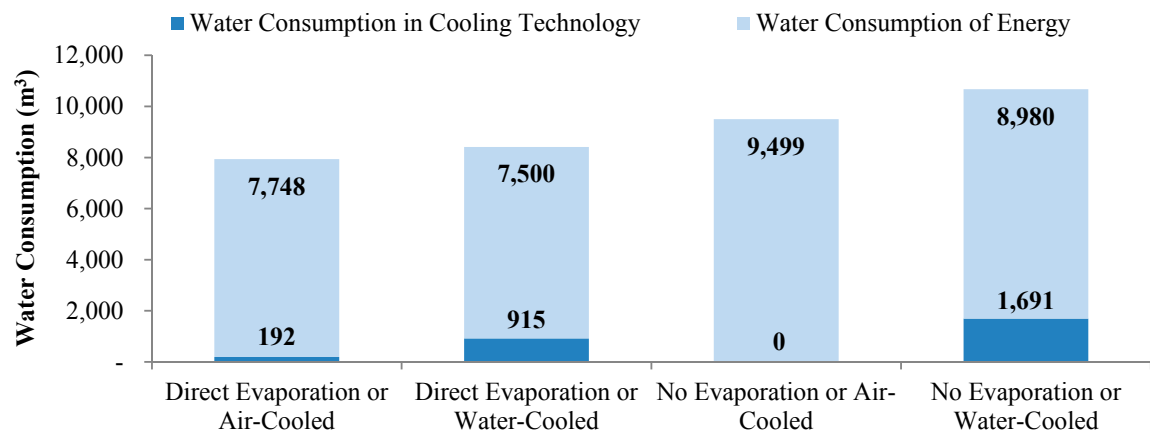 Water Consumption in Cooling Technology
Water Consumption of Energy
Water Consumption (m³)
12,000
10,000
8,000
6,000
4,000
2,000
-
7,748
192
7,500
915
9,499
0
8,980
1,691
Direct Evaporation or
Air-Cooled
Direct Evaporation or
Water-Cooled
No Evaporation or Air-
Cooled
No Evaporation or
Water-Cooled